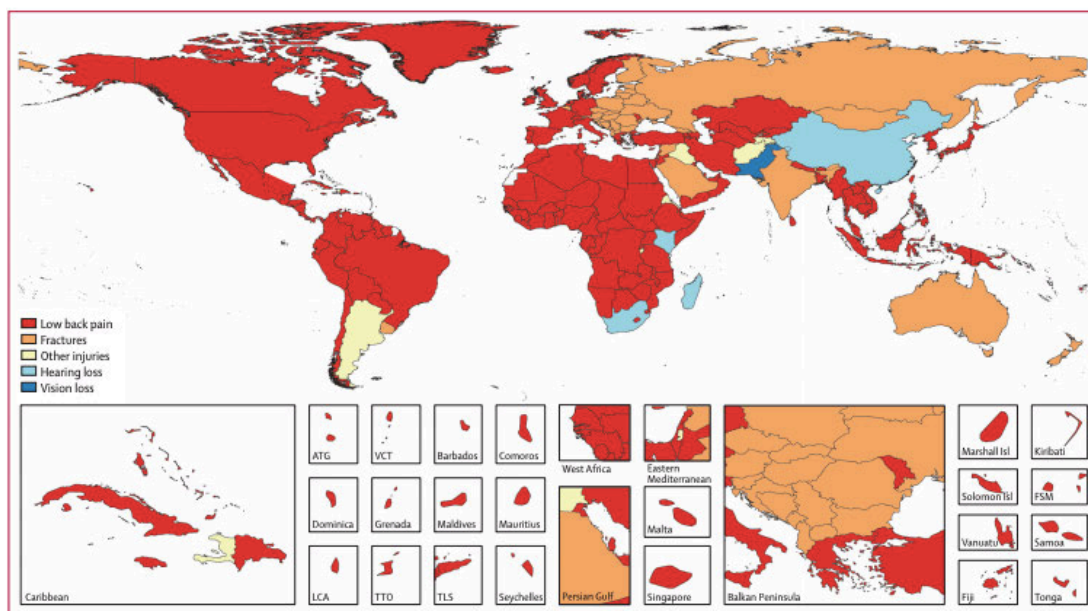 Low back pain
Fractures
Other injuries
Hearing loss
Vision loss
Caribbean
ATG
VCT
Barbados
Comoros
Dominica
Grenada
Maldives
Mauritius
LCA
TTO
TLS
Seychelles
West Africa
Eastern
Mediterranean
Persian Gulf
Malta
Singapore
Balkan Peninsula
Marshall Isl
Kiribati
Solomon Isl
FSM
Vanuatu
Samoa
Fiji
Tonga